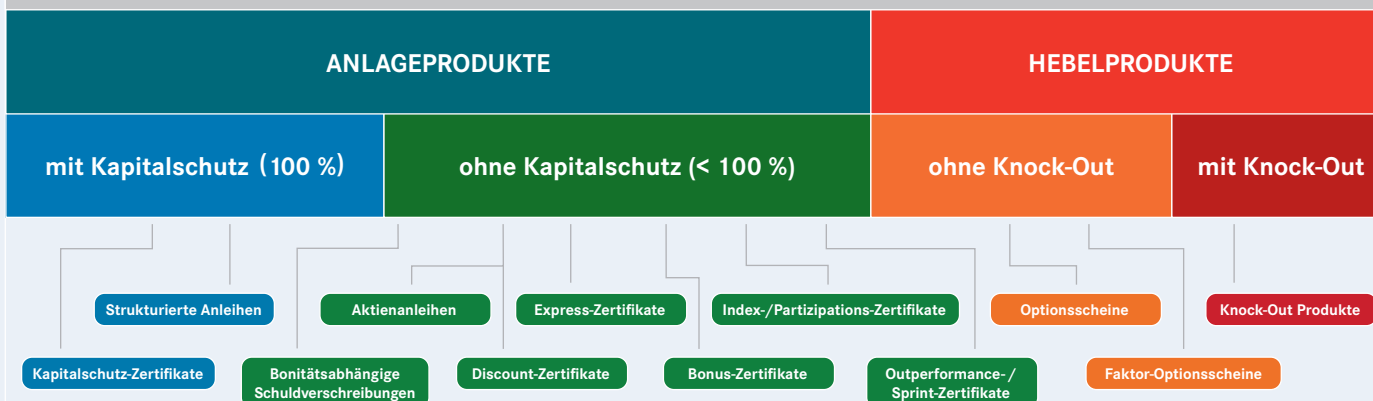 ANLAGEPRODUKTE
HEBELPRODUKTE
mit Kapitalschutz (100 %)
ohne Kapitalschutz (< 100 %)
ohne Knock-Out
mit Knock-Out
Strukturierte Anleihen
Aktienanleihen
Express-Zertifikate
Index-/Partizipations-Zertifikate
Optionsscheine
Knock-Out Produkte
Kapitalschutz-Zertifikate
Bonitätsabhängige
Schuldverschreibungen
Discount-Zertifikate
Bonus-Zertifikate
Outperformance-/
Sprint-Zertifikate
Faktor-Optionsscheine